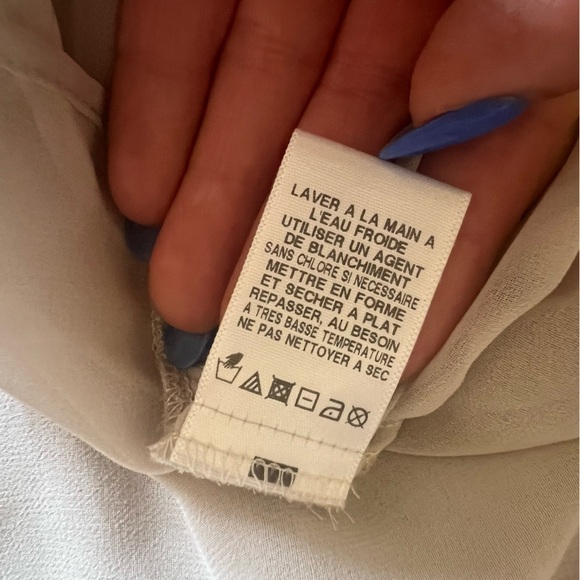 LAVER A LA MAIN A
L'EAU FROIDE
UTILISER UN AGENT
DE BLANCHIMENT
SANS CHLORE SI NECESSAIRE
METTRE EN FORME
ET SECHER A PLAT
REPASSER, AU BESOIN
A TRES BASSE TEMPERATURE
NE PAS NETTOYER A SEC